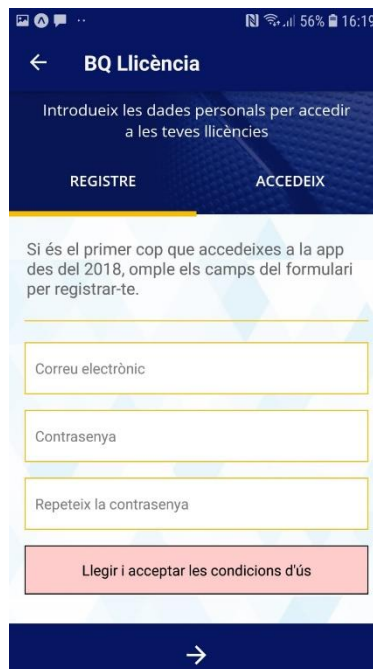 56% 16:19
BQ Llicència
Introdueix les dades personals per accedir
a les teves llicències
REGISTRE ACCEDEIX
Si és el primer cop que accedeixes a la app
des del 2018, omple els camps del formulari
per registrar-te.
Correu electrònic
Contrasenya
Repeteix la contrasenya
Llegir i acceptar les condicions d'ús